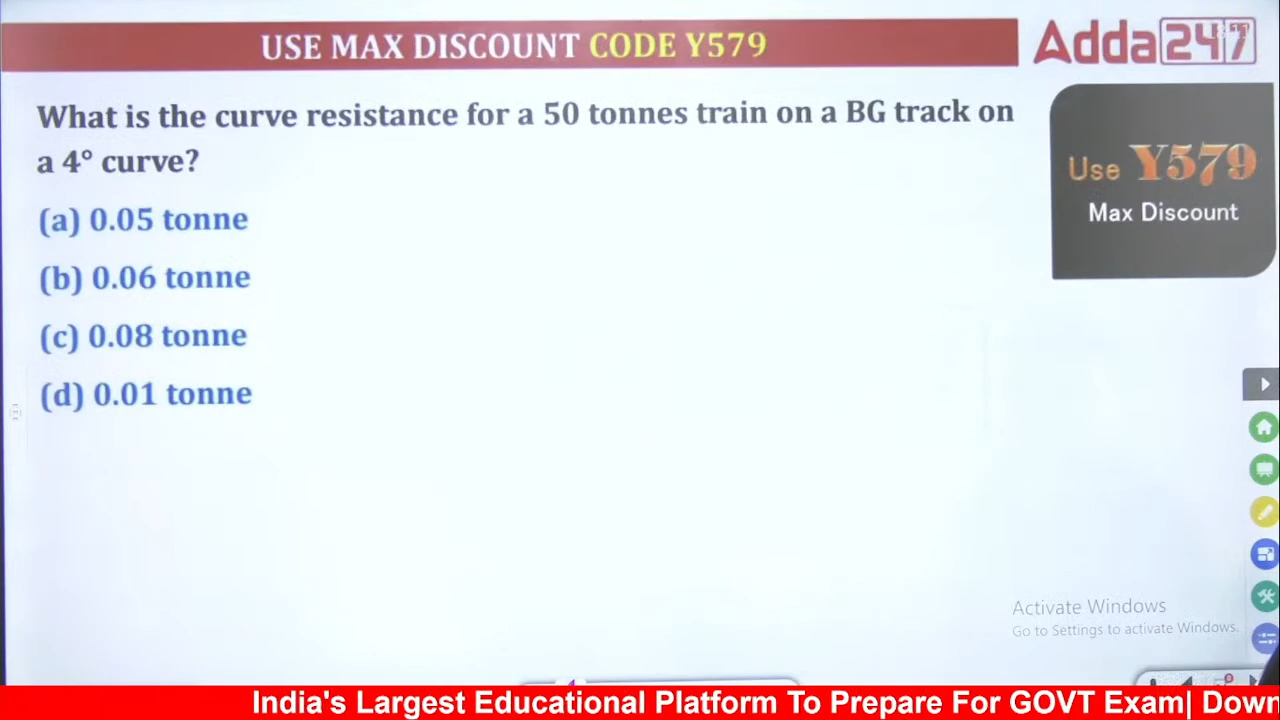 USE MAX DISCOUNT CODE Y579
Adda247
What is the curve resistance for a 50 tonnes train on a BG track on
a 4° curve?
Use Y579
Max Discount
(a) 0.05 tonne
(b) 0.06 tonne
(c) 0.08 tonne
(d) 0.01 tonne
Activate Windows
Go to Settings to activate Windows.
India's Largest Educational Platform To Prepare For GOVT Exam| Down